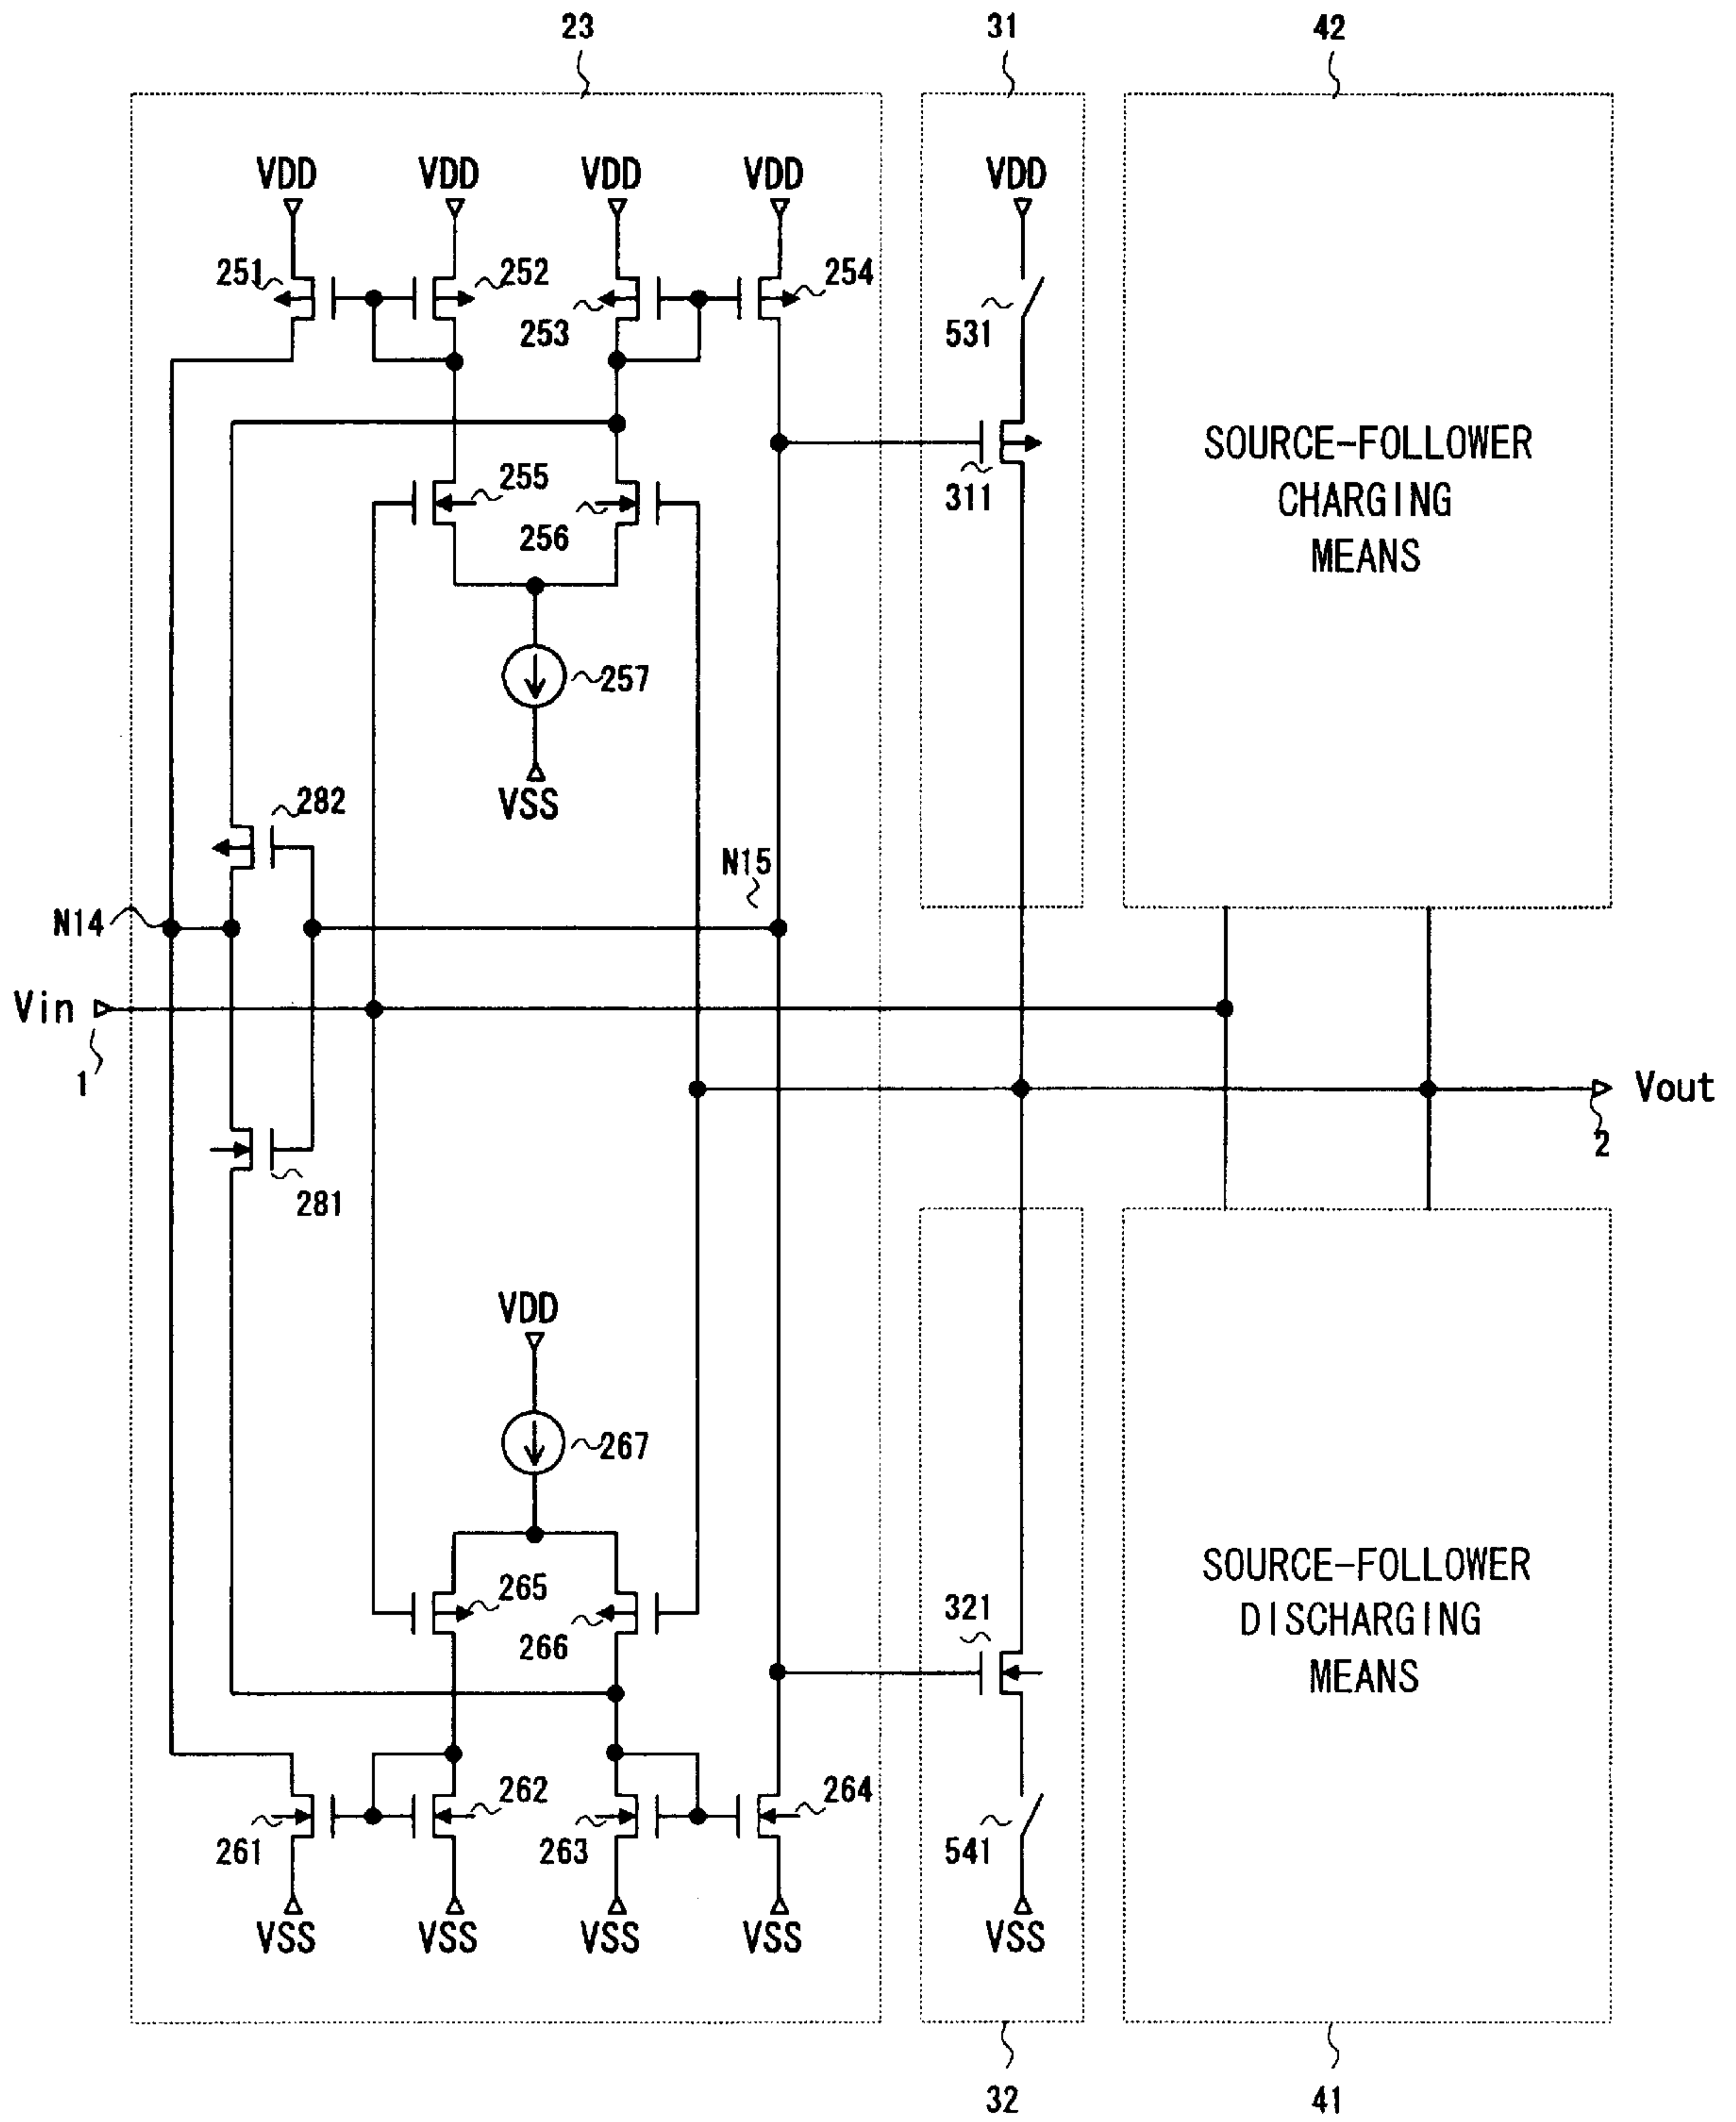 23
31
42
VDD
VDD
VDD
VDD
VDD
251
252
253
254
531
SOURCE-FOLLOWER
CHARGING
MEANS
255
256
311
257
VSS
282
N15
N14
Vin
1
Vout
2
281
VDD
267
265
266
321
SOURCE-FOLLOWER
DISCHARGING
MEANS
261
262
263
264
541
VSS
VSS
VSS
VSS
VSS
32
41